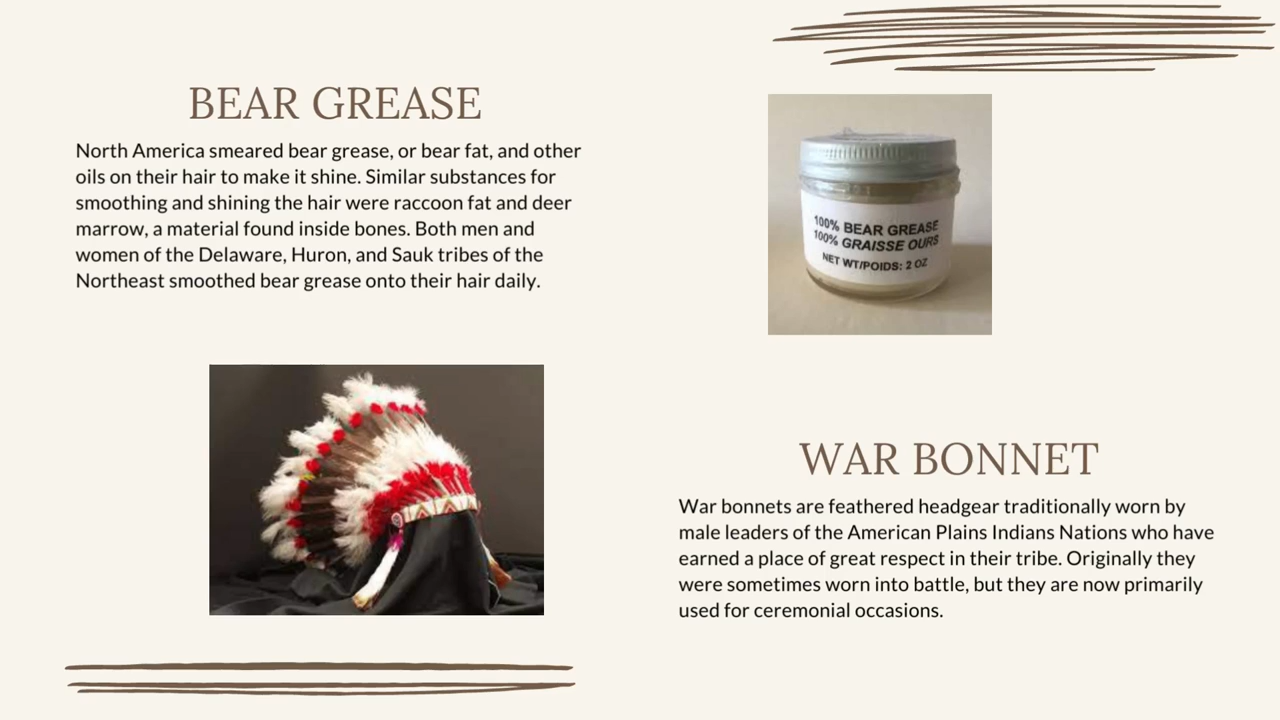 BEAR GREASE
North America smeared bear grease, or bear fat, and other
oils on their hair to make it shine. Similar substances for
smoothing and shining the hair were raccoon fat and deer
marrow, a material found inside bones. Both men and
women of the Delaware, Huron, and Sauk tribes of the
Northeast smoothed bear grease onto their hair daily.
100% BEAR GREASE
100% GRAISSE OURS
NET WT/POIDS: 2 OZ
WAR BONNET
War bonnets are feathered headgear traditionally worn by
male leaders of the American Plains Indians Nations who have
earned a place of great respect in their tribe. Originally they
were sometimes worn into battle, but they are now primarily
used for ceremonial occasions.